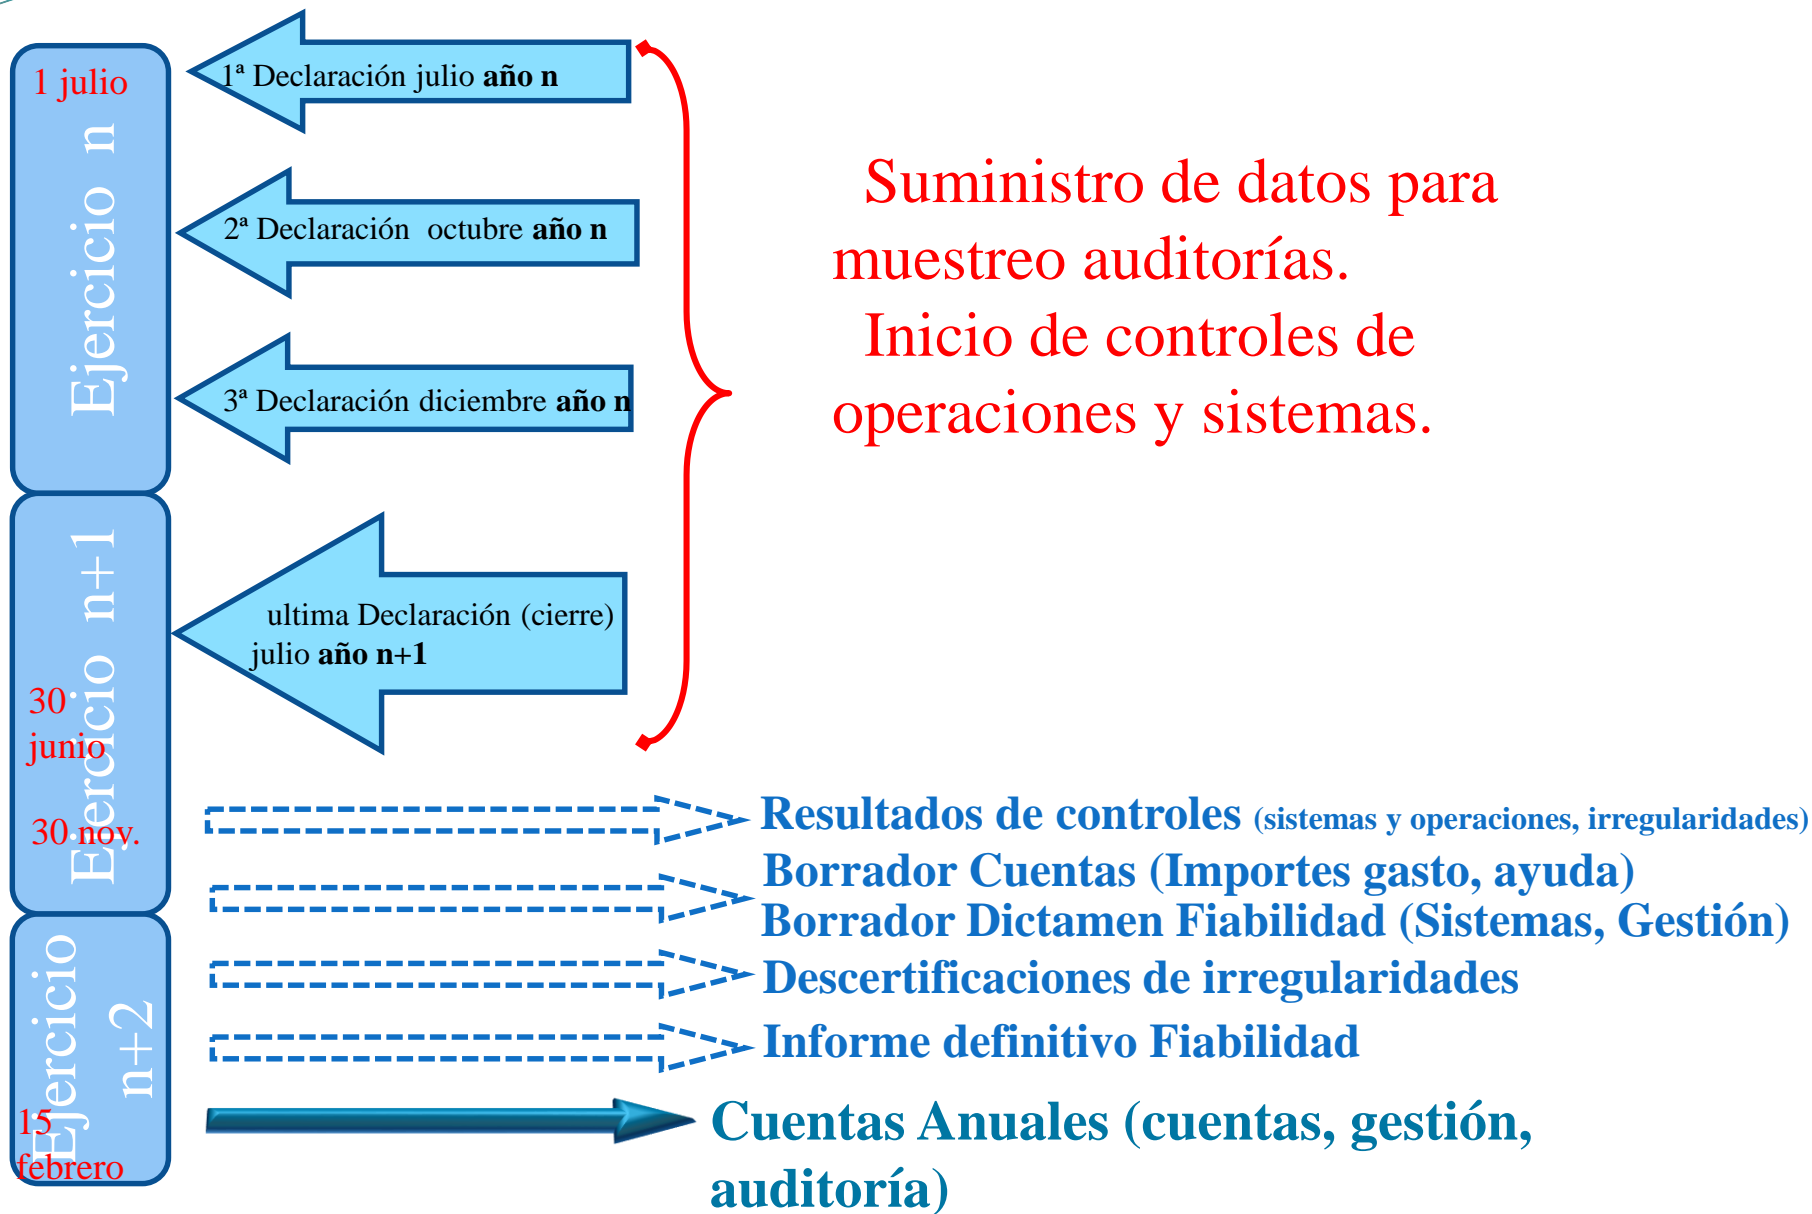 1 julio
Ejercicio n
1ª Declaración julio año n
2ª Declaración octubre año n
3ª Declaración diciembre año n
Suministro de datos para
muestreo auditorías.
Inicio de controles de
operaciones y sistemas.
Ejercicio n+1
ultima Declaración (cierre)
julio año n+1
30
junio
30 nov.
Resultados de controles (sistemas y operaciones, irregularidades)
Borrador Cuentas (Importes gasto, ayuda)
Borrador Dictamen Fiabilidad (Sistemas, Gestión)
Descertificaciones de irregularidades
Informe definitivo Fiabilidad
Ejercicio
n+2
15
febrero
Cuentas Anuales (cuentas, gestión,
auditoría)